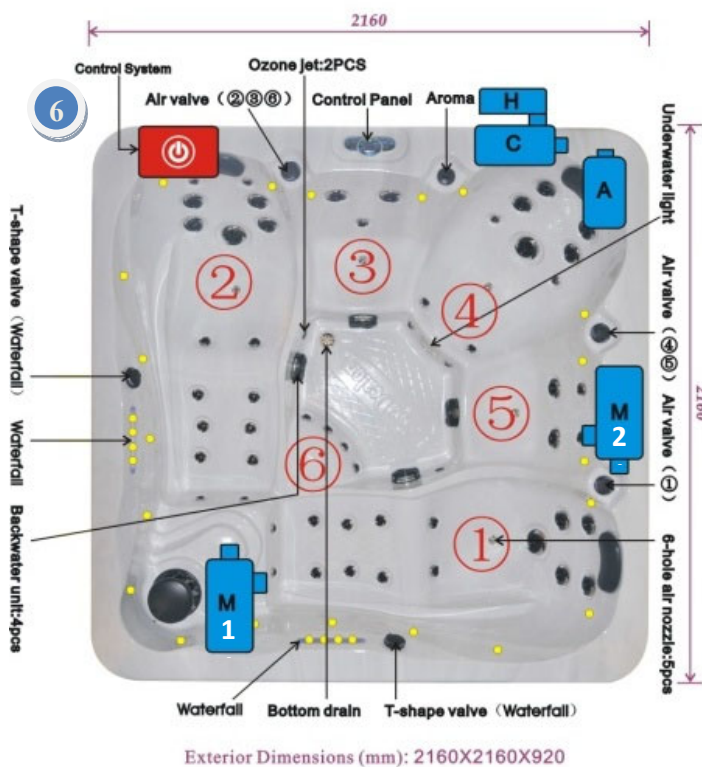 2160
Control System
Ozone jet:2PCS
6
Air valve（②③⑥）
Control Panel
Aroma
H
C
A
Underwater light
T-shape valve（Waterfall）
②
③
④
Air valve（④⑤）
2160
⑤
M
2
Air valve（①）
Waterfall
⑥
Backwater unit:4pcs
①
6-hole air nozzle:5pcs
M
1
Waterfall
Bottom drain
T-shape valve（Waterfall）
Exterior Dimensions (mm): 2160X2160X920